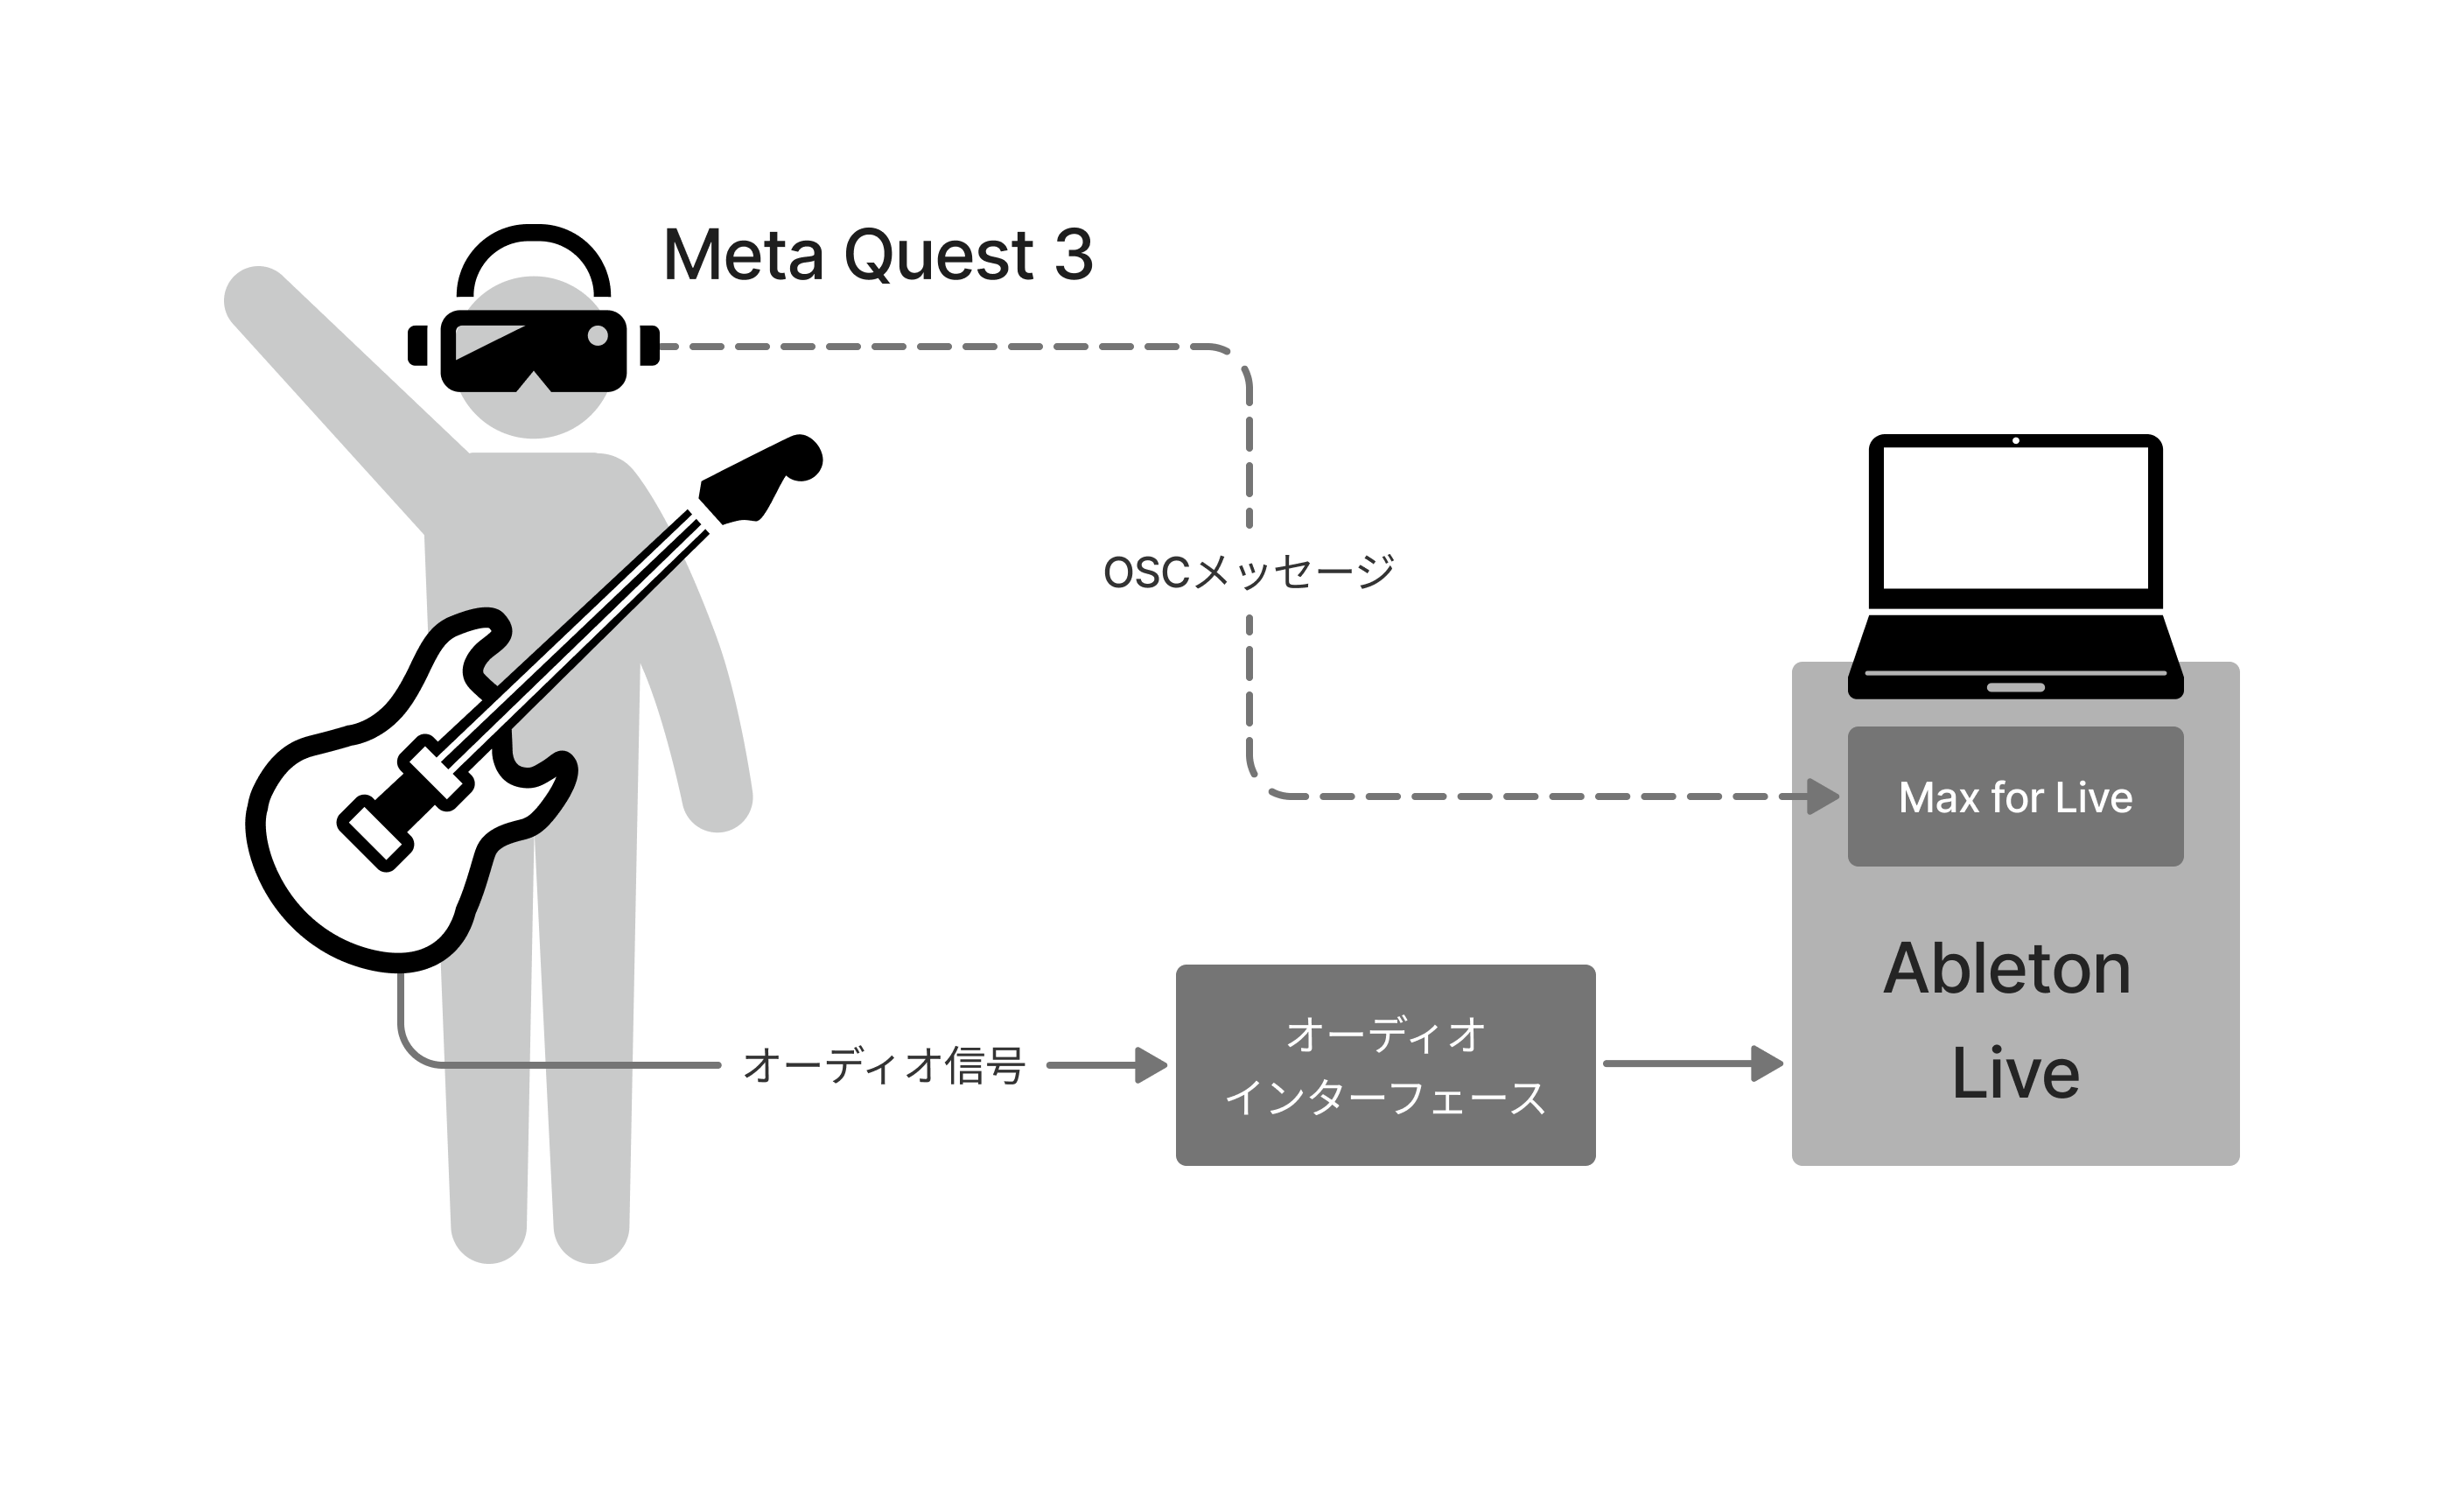 Meta Quest 3
OSCメッセージ
Max for Live
Ableton
Live
オーディオ信号
オーディオ
インターフェース